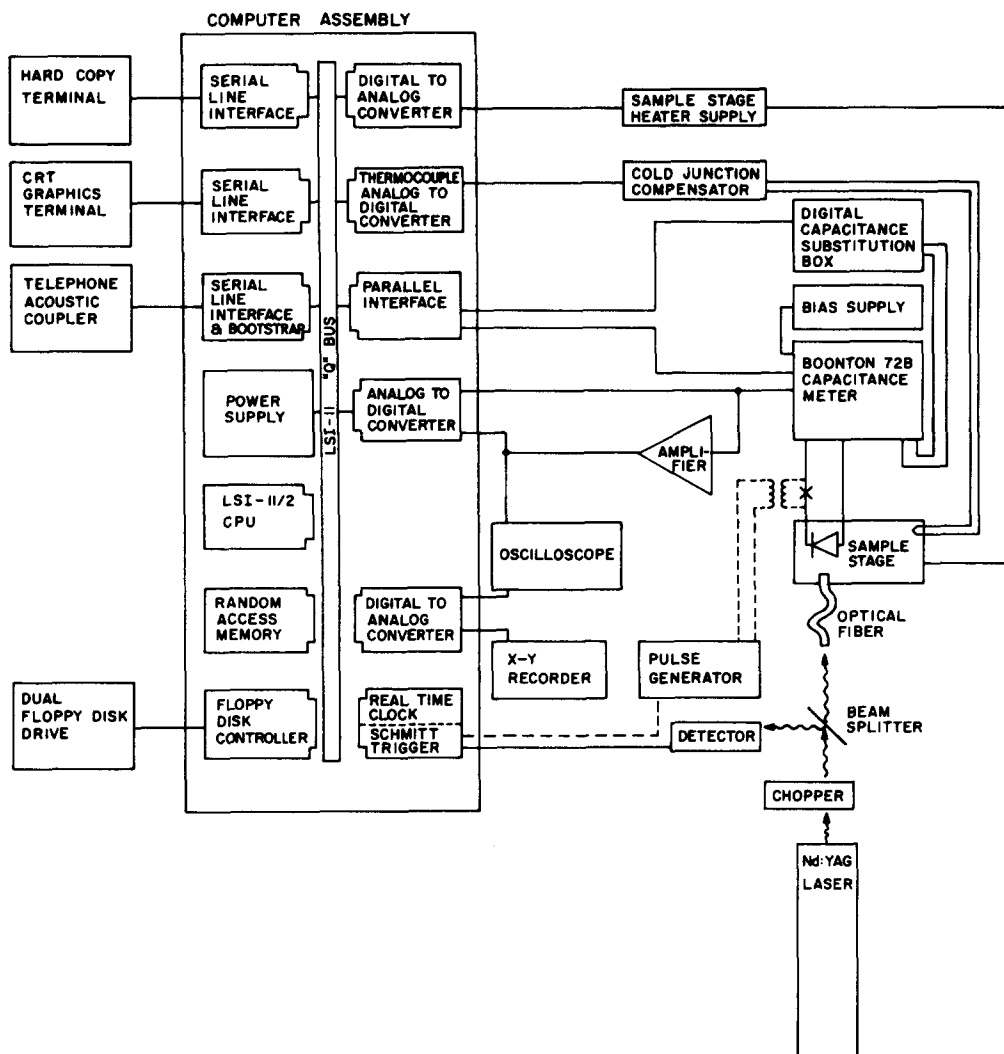 COMPUTER ASSEMBLY
HARD COPY
TERMINAL
SERIAL
LINE
INTERFACE
DIGITAL TO
ANALOG
CONVERTER
SAMPLE STAGE
HEATER SUPPLY
CRT
GRAPHICS
TERMINAL
SERIAL
LINE
INTERFACE
THERMOCOUPLE
ANALOG TO
DIGITAL
CONVERTER
COLD JUNCTION
COMPENSATOR
DIGITAL
CAPACITANCE
SUBSTITUTION
BOX
TELEPHONE
ACOUSTIC
COUPLER
SERIAL
LINE
INTERFACE
& BOOTSTRAP
PARALLEL
INTERFACE
BIAS SUPPLY
LSI-II "Q" BUS
POWER
SUPPLY
ANALOG TO
DIGITAL
CONVERTER
BOONTON 72B
CAPACITANCE
METER
AMPLI-
FIER
LSI-II/2
CPU
OSCILLOSCOPE
SAMPLE
STAGE
OPTICAL
FIBER
RANDOM
ACCESS
MEMORY
DIGITAL TO
ANALOG
CONVERTER
X-Y
RECORDER
PULSE
GENERATOR
DUAL
FLOPPY DISK
DRIVE
FLOPPY
DISK
CONTROLLER
REAL TIME
CLOCK
SCHMITT
TRIGGER
DETECTOR
BEAM
SPLITTER
CHOPPER
Nd:YAG
LASER